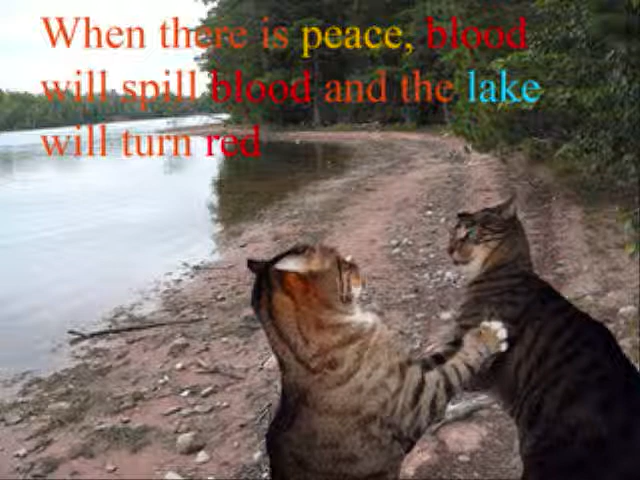 When there is peace, blood
will spill blood and the lake
will turn red